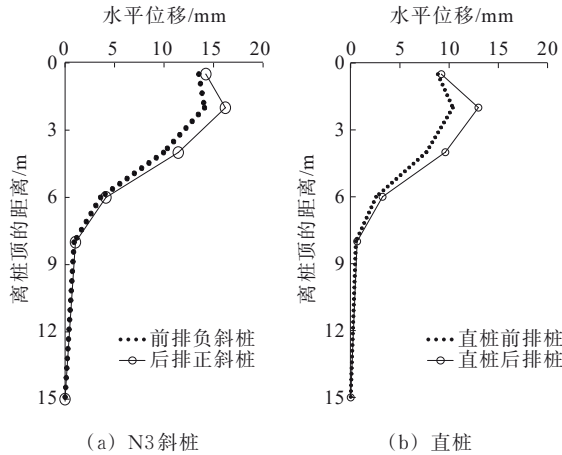 水平位移/mm
0 5 10 15 20
0
3
6
9
12
15
离桩顶的距离/m
前排负斜桩
后排正斜桩
(a) N3斜桩
水平位移/mm
0 5 10 15 20
0
3
6
9
12
15
离桩顶的距离/m
直桩前排桩
直桩后排桩
(b) 直桩